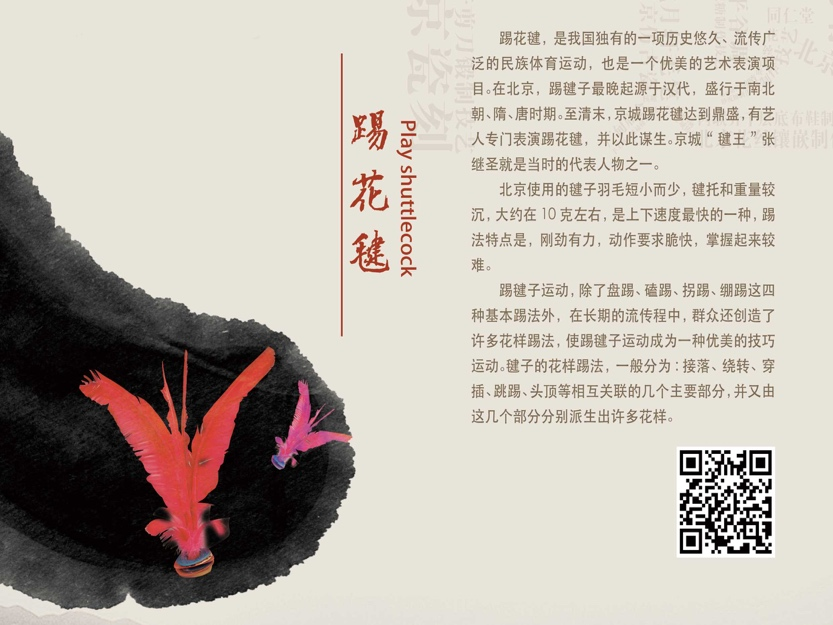 踢花毽
Play shuttlecock
踢花毽，是我国独有的一项历史悠久、流传广
泛的民族体育运动，也是一个优美的艺术表演项
目。在北京，踢毽子最晚起源于汉代，盛行于南北
朝、隋、唐时期。至清末，京城踢花毽达到鼎盛，有艺
人专门表演踢花毽，并以此谋生。京城“毽王”张
继圣就是当时的代表人物之一。
北京使用的毽子羽毛短小而少，毽托和重量较
沉，大约在10克左右，是上下速度最快的一种，踢
法特点是，刚劲有力，动作要求脆快，掌握起来较
难。
踢毽子运动，除了盘踢、磕踢、拐踢、绷踢这四
种基本踢法外，在长期的流传程中，群众还创造了
许多花样踢法，使踢毽子运动成为一种优美的技巧
运动。毽子的花样踢法，一般分为：接落、绕转、穿
插、跳踢、头顶等相互关联的几个主要部分，并又由
这几个部分分别派生出许多花样。
同仁堂